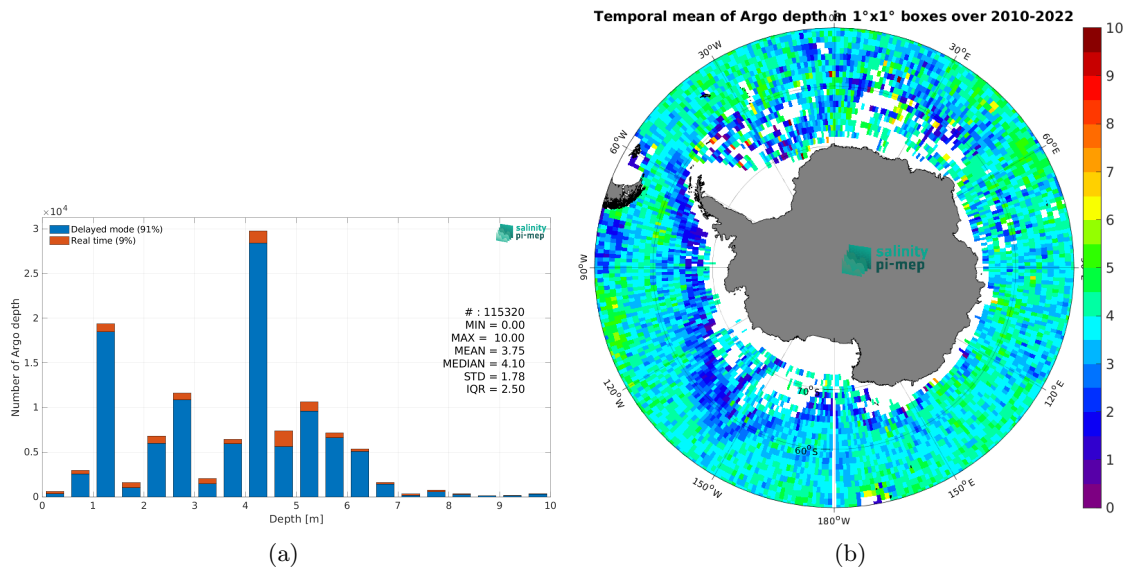 ×10⁴
Delayed mode (91%)
Real time (9%)
salinity
pi-mep
# : 115320
MIN = 0.00
MAX = 10.00
MEAN = 3.75
MEDIAN = 4.10
STD = 1.78
IQR = 2.50
3
2.5
2
1.5
1
0.5
0
Number of Argo depth
0 1 2 3 4 5 6 7 8 9 10
Depth [m]
(a)
Temporal mean of Argo depth in 1°x1° boxes over 2010-2022
30°W
30°E
60°W
60°E
90°W
120°W
120°E
150°W
150°E
180°W
70°S
60°S
salinity
pi-mep
10
9
8
7
6
5
4
3
2
1
0
(b)